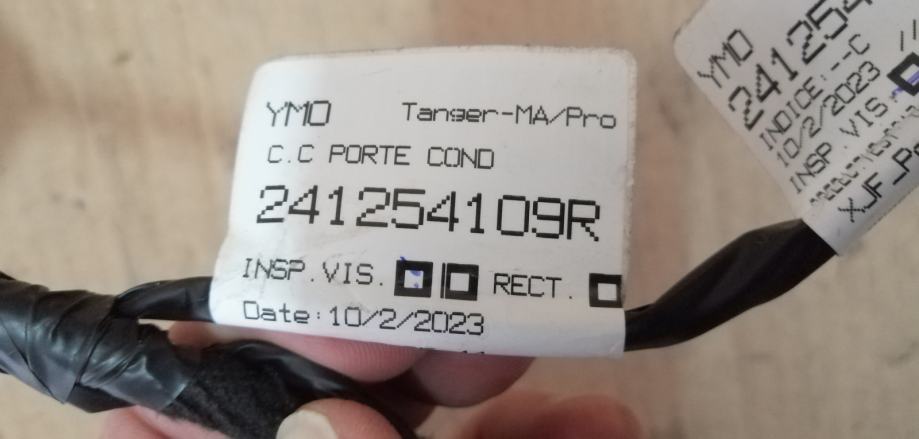 YMO Tanger-MA/Pro
C.C PORTE COND
241254109R
INSP.VIS. RECT.
Date:10/2/2023
YMO
241254
INDICE:--C
10/2/2023
INSP.VIS